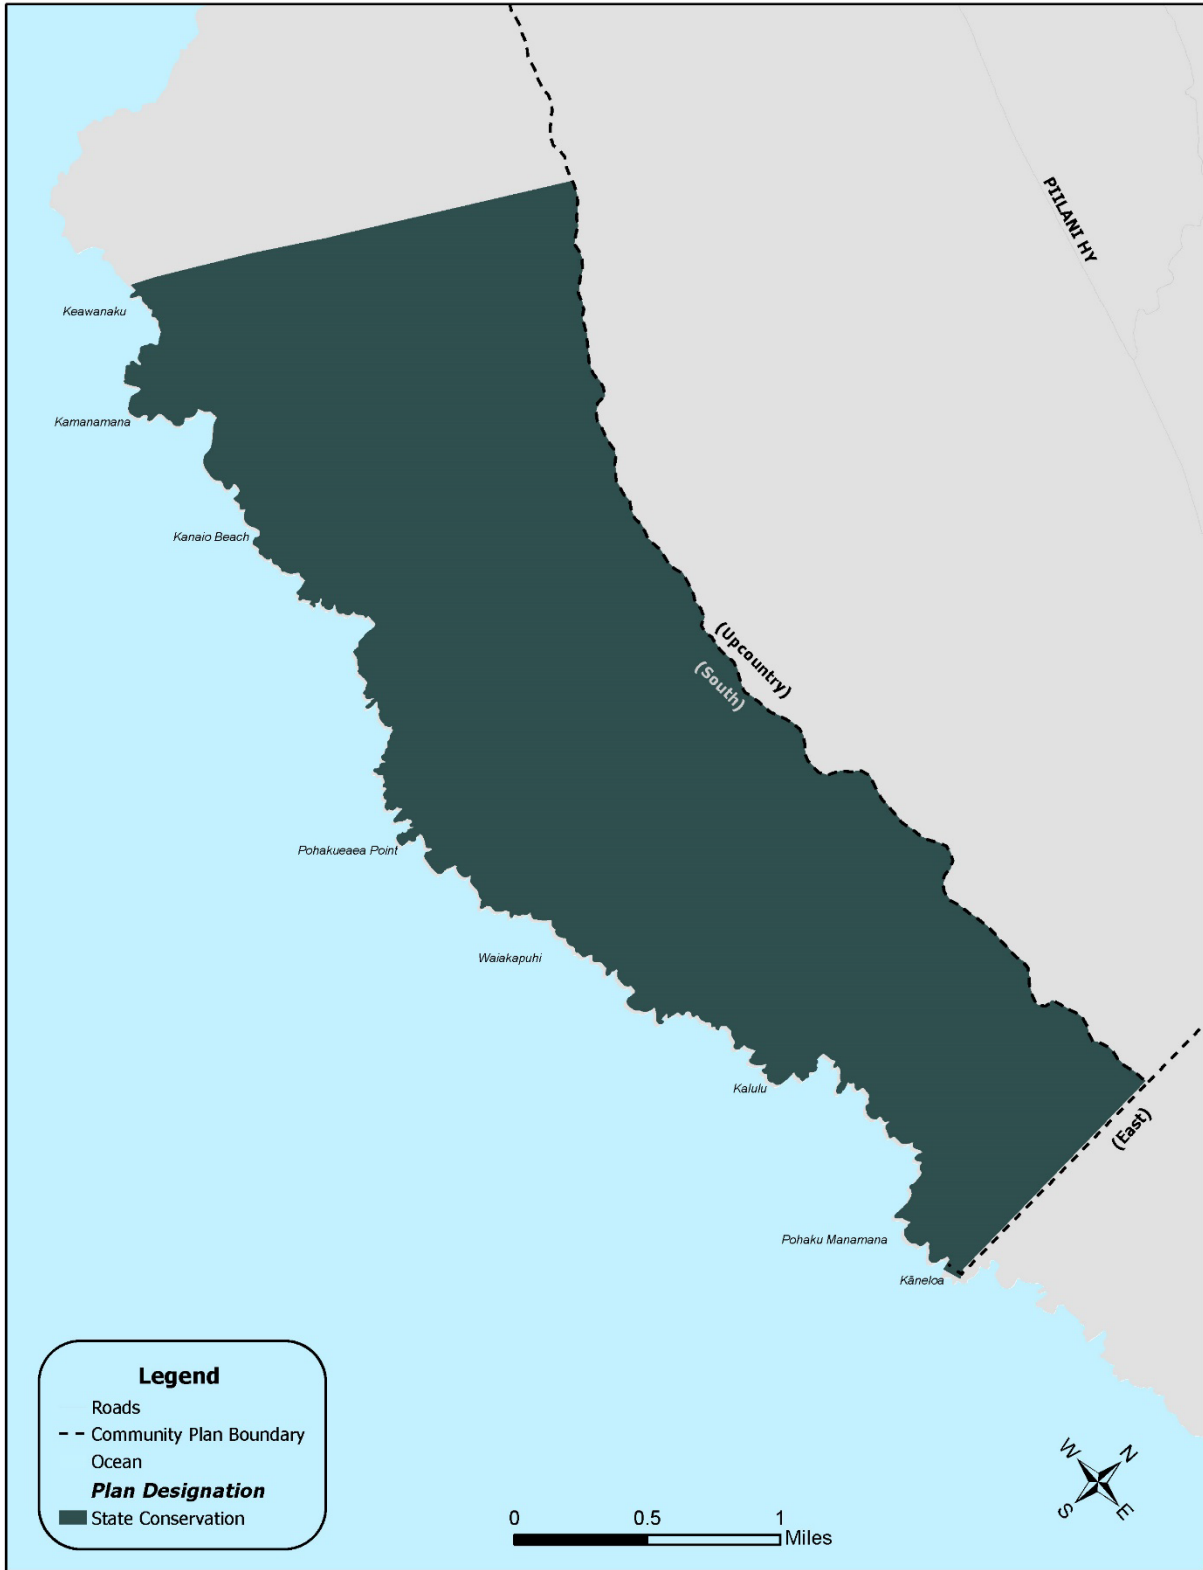 PIILANI HY
Keawanaku
Kamanamana
Kanaio Beach
(Upcountry)
(South)
Pohakueaea Point
Waiakapuhi
Kalulu
(East)
Pohaku Manamana
Kāneloa
Legend
Roads
Community Plan Boundary
Ocean
Plan Designation
State Conservation
0 0.5 1
Miles
W N
S E